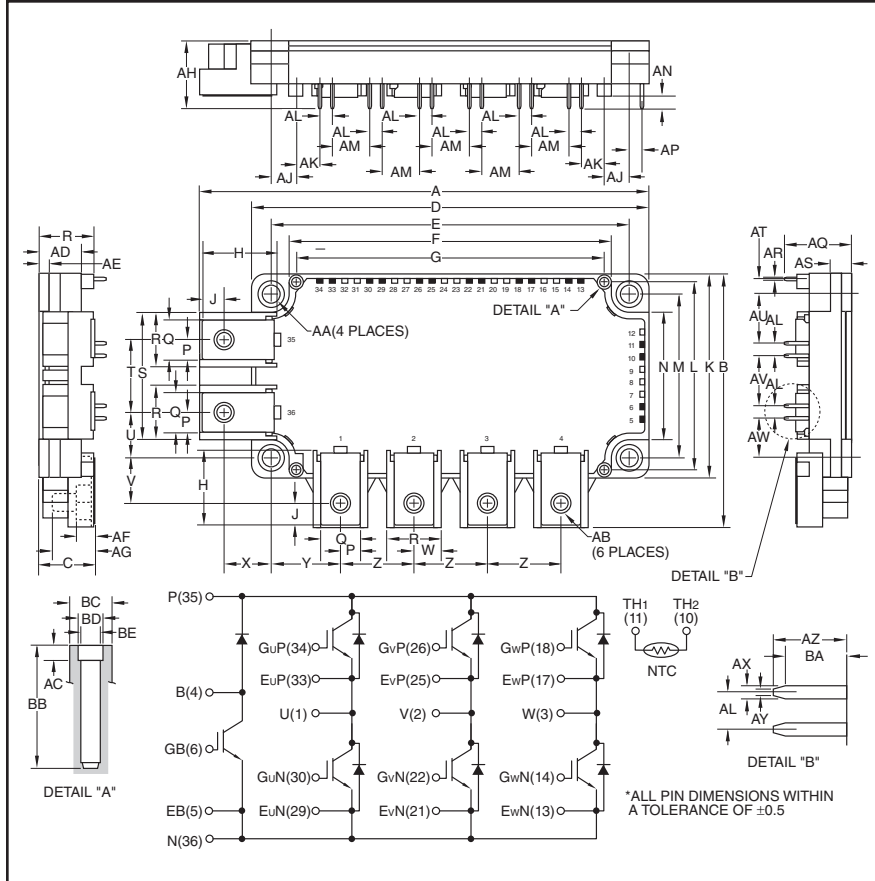 AH
AN
AL AL AL AL AL AL
AM AM AM AM
AP
AK AK
AJ AJ
A
D
E
F
G
R
AD
AE
H
J
34 33 32 31 30 29 28 27 26 25 24 23 22 21 20 19 18 17 16 15 14 13
DETAIL "A"
AA(4 PLACES)
12
11
10
9
8
7
6
5
35
36
R Q P
T S
R Q P
U
V
N M L K B
AT
AR
AQ
AS
AU
AL
AV
AL
AW
1 2 3 4
H
J
Q
P
R
W
AB
(6 PLACES)
AF
AG
C
X Y Z Z Z
DETAIL "B"
BC
BD
BE
AC
BB
DETAIL "A"
P(35)
GUP(34) GVP(26) GWP(18)
EUP(33) EVP(25) EWP(17)
B(4)
U(1) V(2) W(3)
GB(6)
GUN(30) GVN(22) GWN(14)
EB(5)
EUN(29) EVN(21) EWN(13)
N(36)
TH1 TH2
(11) (10)
NTC
AZ
BA
AX
AL
AY
DETAIL "B"
*ALL PIN DIMENSIONS WITHIN
A TOLERANCE OF ±0.5